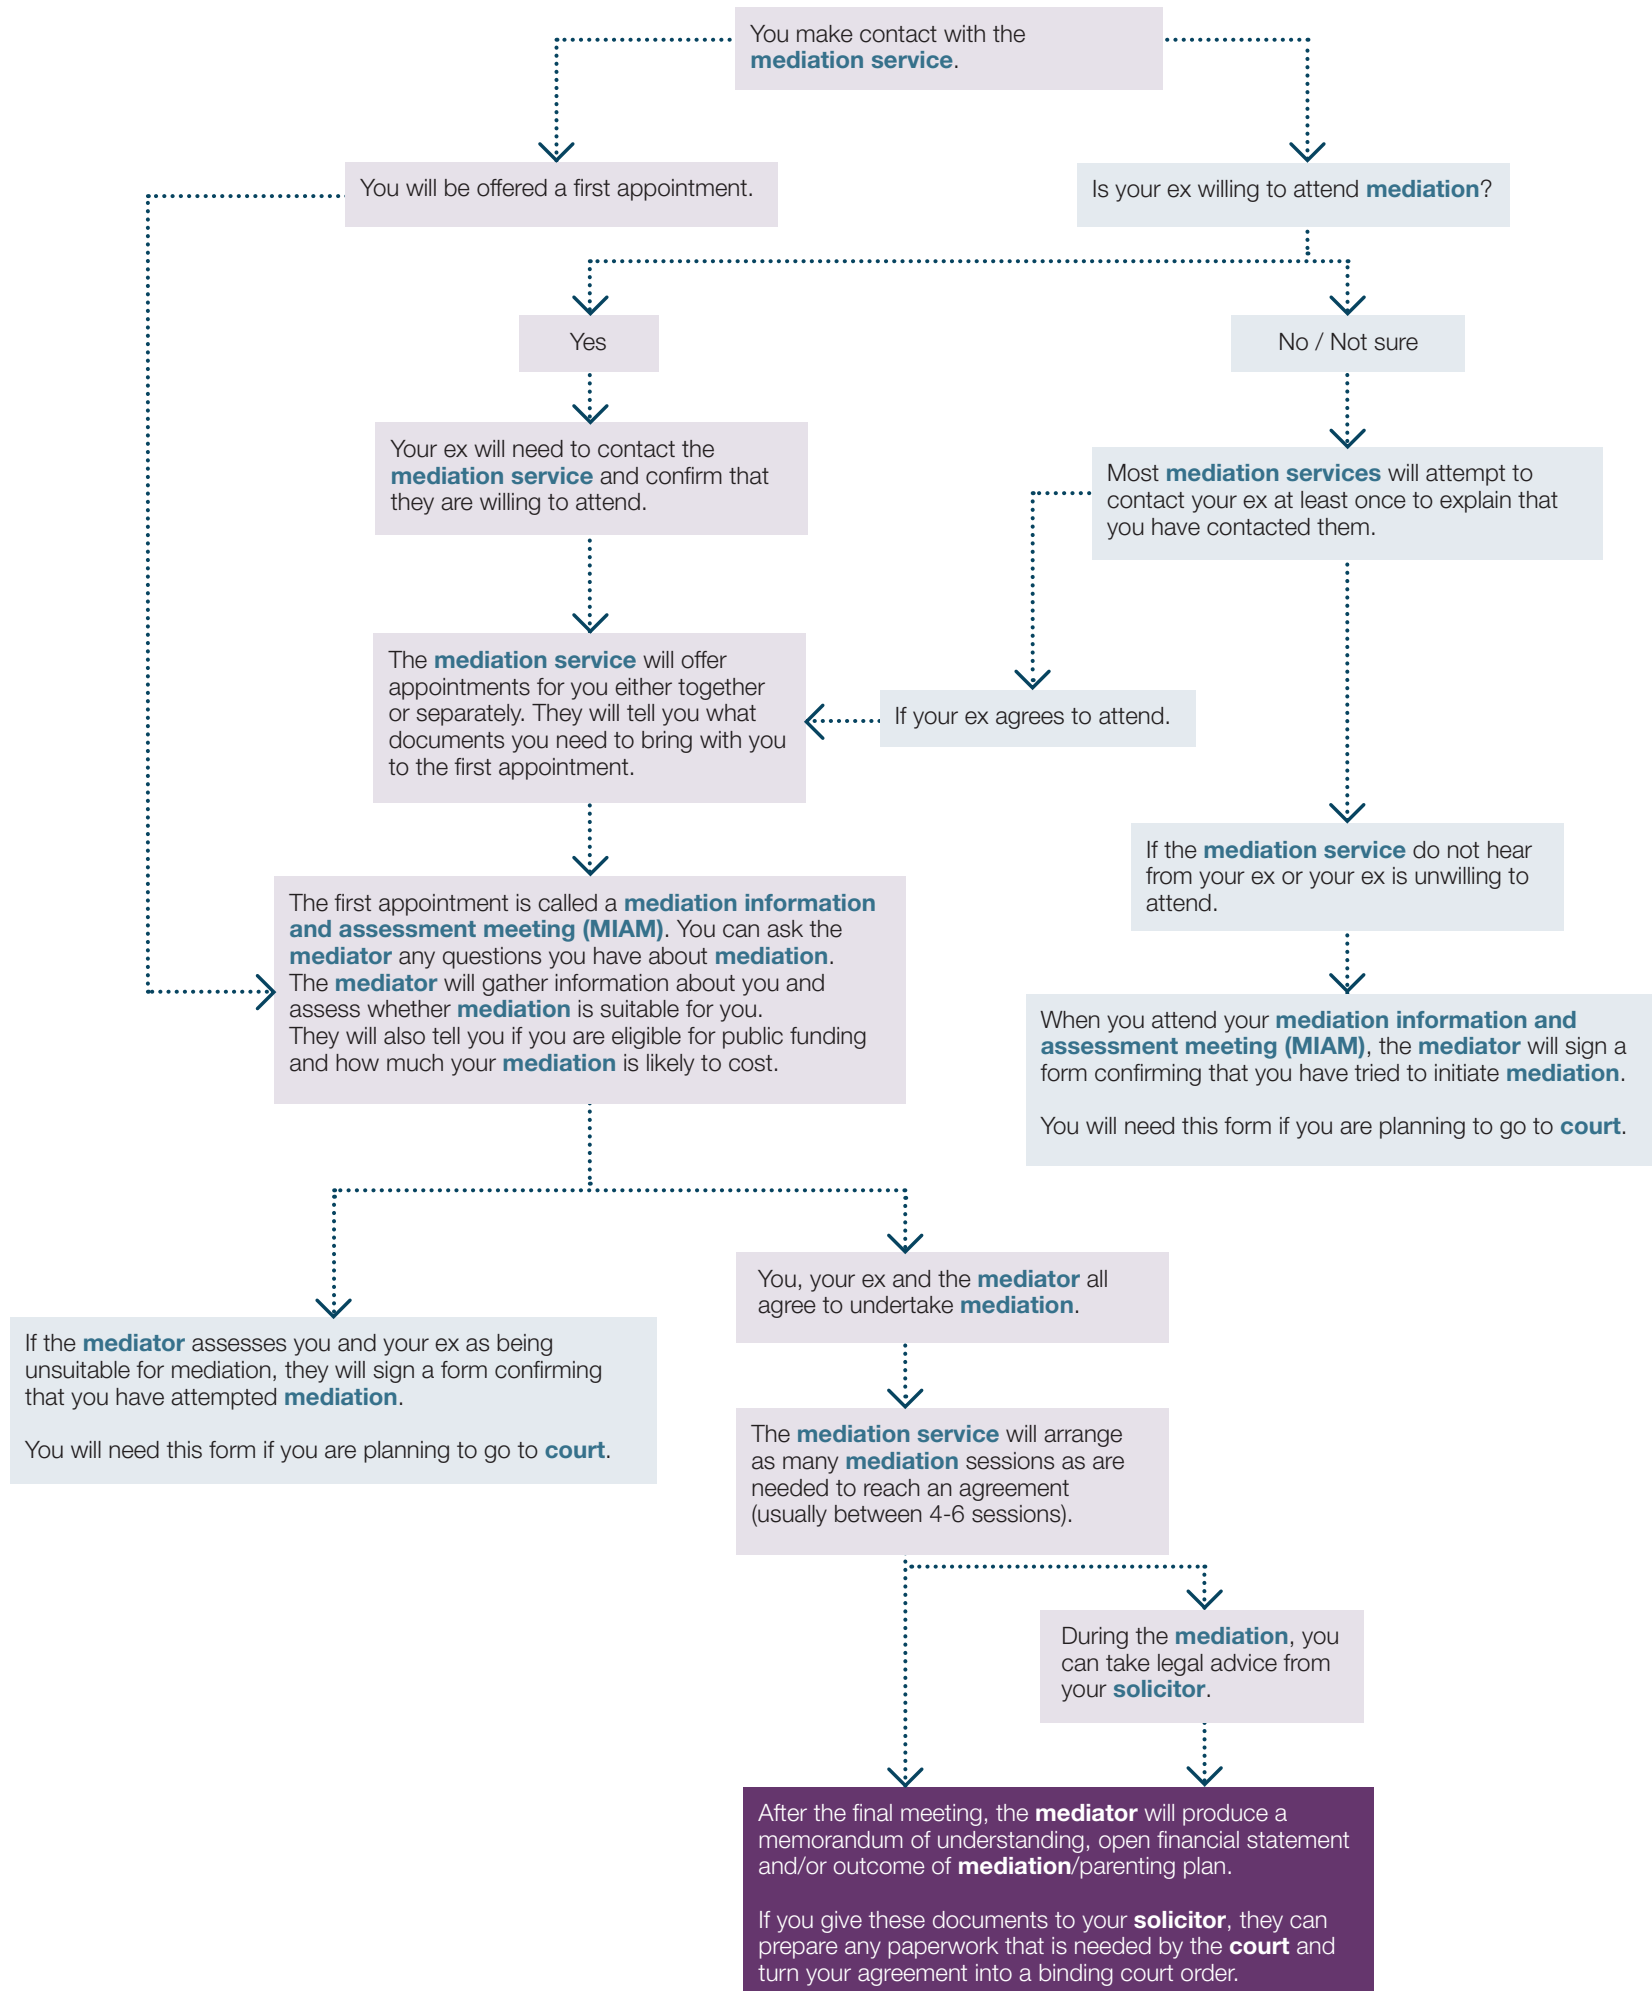 You make contact with the
mediation service.
You will be offered a first appointment.
Is your ex willing to attend mediation?
Yes
No / Not sure
Your ex will need to contact the
mediation service and confirm that
they are willing to attend.
Most mediation services will attempt to
contact your ex at least once to explain that
you have contacted them.
The mediation service will offer
appointments for you either together
or separately. They will tell you what
documents you need to bring with you
to the first appointment.
If your ex agrees to attend.
If the mediation service do not hear
from your ex or your ex is unwilling to
attend.
The first appointment is called a mediation information
and assessment meeting (MIAM). You can ask the
mediator any questions you have about mediation.
The mediator will gather information about you and
assess whether mediation is suitable for you.
They will also tell you if you are eligible for public funding
and how much your mediation is likely to cost.
When you attend your mediation information and
assessment meeting (MIAM), the mediator will sign a
form confirming that you have tried to initiate mediation.
You will need this form if you are planning to go to court.
You, your ex and the mediator all
agree to undertake mediation.
If the mediator assesses you and your ex as being
unsuitable for mediation, they will sign a form confirming
that you have attempted mediation.
You will need this form if you are planning to go to court.
The mediation service will arrange
as many mediation sessions as are
needed to reach an agreement
(usually between 4-6 sessions).
During the mediation, you
can take legal advice from
your solicitor.
After the final meeting, the mediator will produce a
memorandum of understanding, open financial statement
and/or outcome of mediation/parenting plan.
If you give these documents to your solicitor, they can
prepare any paperwork that is needed by the court and
turn your agreement into a binding court order.